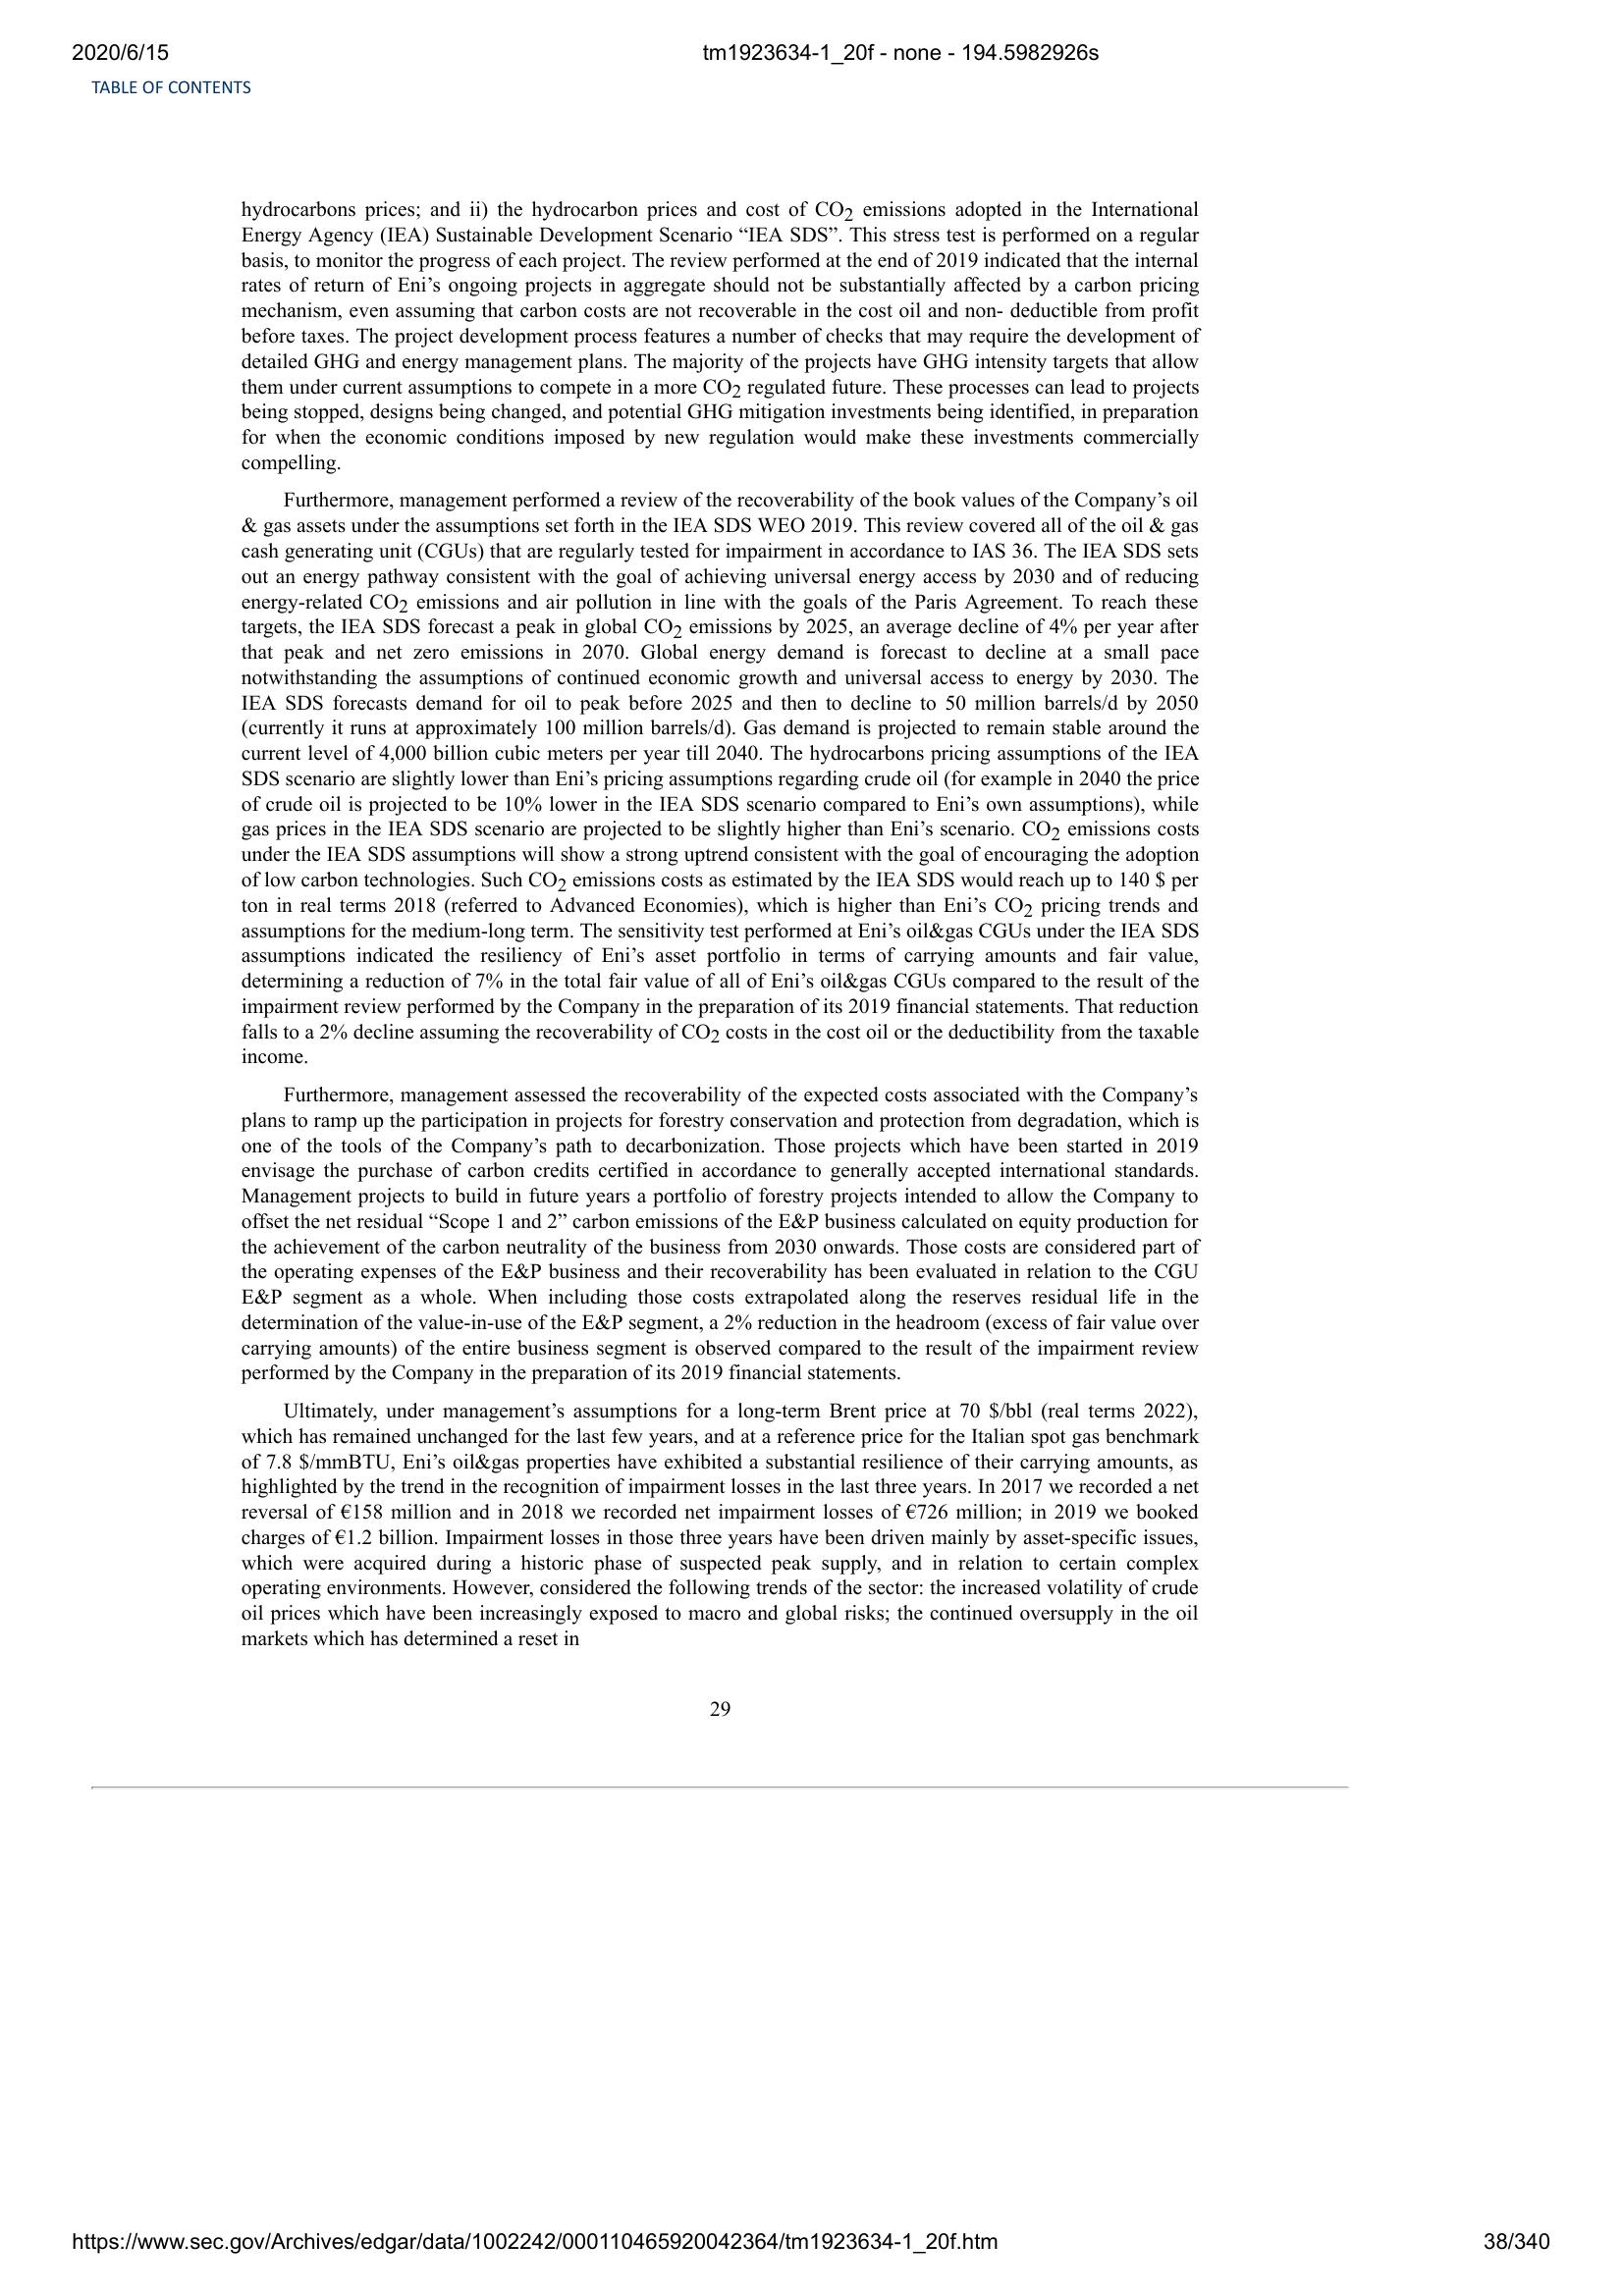 2020/6/15 tm1923634-1_20f - none - 194.5982926s
TABLE OF CONTENTS
hydrocarbons prices; and ii) the hydrocarbon prices and cost of CO2 emissions adopted in the International
Energy Agency (IEA) Sustainable Development Scenario “IEA SDS”. This stress test is performed on a regular
basis, to monitor the progress of each project. The review performed at the end of 2019 indicated that the internal
rates of return of Eni’s ongoing projects in aggregate should not be substantially affected by a carbon pricing
mechanism, even assuming that carbon costs are not recoverable in the cost oil and non- deductible from profit
before taxes. The project development process features a number of checks that may require the development of
detailed GHG and energy management plans. The majority of the projects have GHG intensity targets that allow
them under current assumptions to compete in a more CO2 regulated future. These processes can lead to projects
being stopped, designs being changed, and potential GHG mitigation investments being identified, in preparation
for when the economic conditions imposed by new regulation would make these investments commercially
compelling.
Furthermore, management performed a review of the recoverability of the book values of the Company’s oil
& gas assets under the assumptions set forth in the IEA SDS WEO 2019. This review covered all of the oil & gas
cash generating unit (CGUs) that are regularly tested for impairment in accordance to IAS 36. The IEA SDS sets
out an energy pathway consistent with the goal of achieving universal energy access by 2030 and of reducing
energy-related CO2 emissions and air pollution in line with the goals of the Paris Agreement. To reach these
targets, the IEA SDS forecast a peak in global CO2 emissions by 2025, an average decline of 4% per year after
that peak and net zero emissions in 2070. Global energy demand is forecast to decline at a small pace
notwithstanding the assumptions of continued economic growth and universal access to energy by 2030. The
IEA SDS forecasts demand for oil to peak before 2025 and then to decline to 50 million barrels/d by 2050
(currently it runs at approximately 100 million barrels/d). Gas demand is projected to remain stable around the
current level of 4,000 billion cubic meters per year till 2040. The hydrocarbons pricing assumptions of the IEA
SDS scenario are slightly lower than Eni’s pricing assumptions regarding crude oil (for example in 2040 the price
of crude oil is projected to be 10% lower in the IEA SDS scenario compared to Eni’s own assumptions), while
gas prices in the IEA SDS scenario are projected to be slightly higher than Eni’s scenario. CO2 emissions costs
under the IEA SDS assumptions will show a strong uptrend consistent with the goal of encouraging the adoption
of low carbon technologies. Such CO2 emissions costs as estimated by the IEA SDS would reach up to 140 $ per
ton in real terms 2018 (referred to Advanced Economies), which is higher than Eni’s CO2 pricing trends and
assumptions for the medium-long term. The sensitivity test performed at Eni’s oil&gas CGUs under the IEA SDS
assumptions indicated the resiliency of Eni’s asset portfolio in terms of carrying amounts and fair value,
determining a reduction of 7% in the total fair value of all of Eni’s oil&gas CGUs compared to the result of the
impairment review performed by the Company in the preparation of its 2019 financial statements. That reduction
falls to a 2% decline assuming the recoverability of CO2 costs in the cost oil or the deductibility from the taxable
income.
Furthermore, management assessed the recoverability of the expected costs associated with the Company’s
plans to ramp up the participation in projects for forestry conservation and protection from degradation, which is
one of the tools of the Company’s path to decarbonization. Those projects which have been started in 2019
envisage the purchase of carbon credits certified in accordance to generally accepted international standards.
Management projects to build in future years a portfolio of forestry projects intended to allow the Company to
offset the net residual “Scope 1 and 2” carbon emissions of the E&P business calculated on equity production for
the achievement of the carbon neutrality of the business from 2030 onwards. Those costs are considered part of
the operating expenses of the E&P business and their recoverability has been evaluated in relation to the CGU
E&P segment as a whole. When including those costs extrapolated along the reserves residual life in the
determination of the value-in-use of the E&P segment, a 2% reduction in the headroom (excess of fair value over
carrying amounts) of the entire business segment is observed compared to the result of the impairment review
performed by the Company in the preparation of its 2019 financial statements.
Ultimately, under management’s assumptions for a long-term Brent price at 70 $/bbl (real terms 2022),
which has remained unchanged for the last few years, and at a reference price for the Italian spot gas benchmark
of 7.8 $/mmBTU, Eni’s oil&gas properties have exhibited a substantial resilience of their carrying amounts, as
highlighted by the trend in the recognition of impairment losses in the last three years. In 2017 we recorded a net
reversal of €158 million and in 2018 we recorded net impairment losses of €726 million; in 2019 we booked
charges of €1.2 billion. Impairment losses in those three years have been driven mainly by asset-specific issues,
which were acquired during a historic phase of suspected peak supply, and in relation to certain complex
operating environments. However, considered the following trends of the sector: the increased volatility of crude
oil prices which have been increasingly exposed to macro and global risks; the continued oversupply in the oil
markets which has determined a reset in
29
https://www.sec.gov/Archives/edgar/data/1002242/000110465920042364/tm1923634-1_20f.htm 38/340